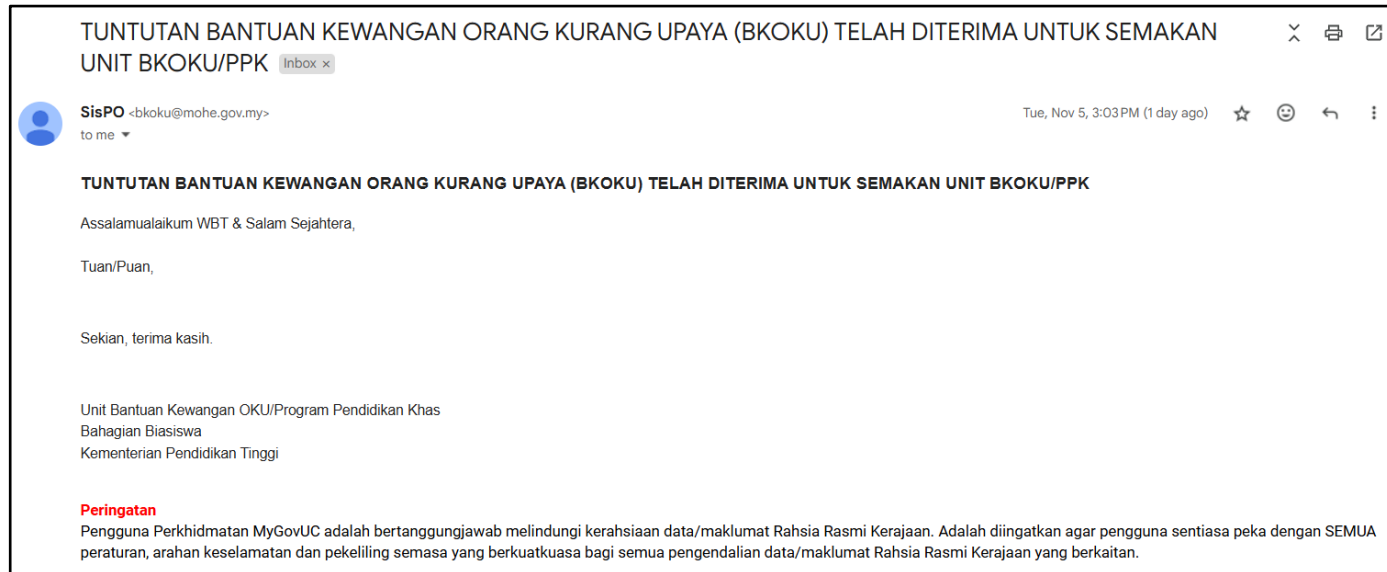 TUNTUTAN BANTUAN KEWANGAN ORANG KURANG UPAYA (BKOKU) TELAH DITERIMA UNTUK SEMAKAN
UNIT BKOKU/PPK Inbox ×
SisPO <bkoku@mohe.gov.my>
Tue, Nov 5, 3:03 PM (1 day ago)
to me
TUNTUTAN BANTUAN KEWANGAN ORANG KURANG UPAYA (BKOKU) TELAH DITERIMA UNTUK SEMAKAN UNIT BKOKU/PPK
Assalamualaikum WBT & Salam Sejahtera,
Tuan/Puan,
Sekian, terima kasih.
Unit Bantuan Kewangan OKU/Program Pendidikan Khas
Bahagian Biasiswa
Kementerian Pendidikan Tinggi
Peringatan
Pengguna Perkhidmatan MyGovUC adalah bertanggungjawab melindungi kerahsiaan data/maklumat Rahsia Rasmi Kerajaan. Adalah diingatkan agar pengguna sentiasa peka dengan SEMUA
peraturan, arahan keselamatan dan pekeliling semasa yang berkuatkuasa bagi semua pengendalian data/maklumat Rahsia Rasmi Kerajaan yang berkaitan.